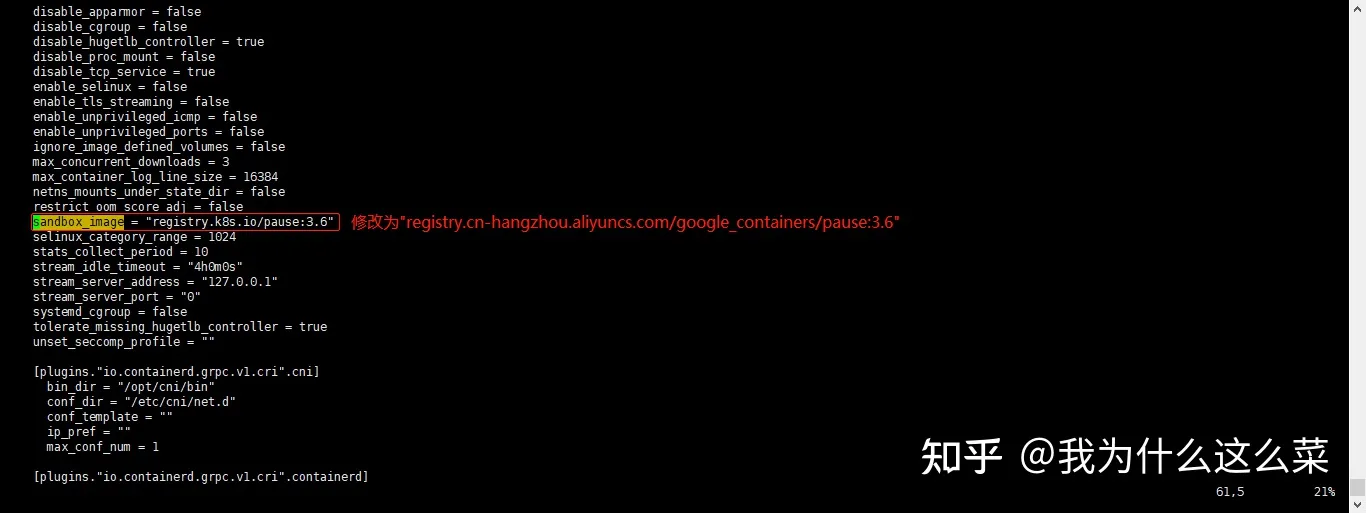 disable_apparmor = false
disable_cgroup = false
disable_hugetlb_controller = true
disable_proc_mount = false
disable_tcp_service = true
enable_selinux = false
enable_tls_streaming = false
enable_unprivileged_icmp = false
enable_unprivileged_ports = false
ignore_image_defined_volumes = false
max_concurrent_downloads = 3
max_container_log_line_size = 16384
netns_mounts_under_state_dir = false
restrict_oom_score_adj = false
sandbox_image = "registry.k8s.io/pause:3.6" 修改为"registry.cn-hangzhou.aliyuncs.com/google_containers/pause:3.6"
selinux_category_range = 1024
stats_collect_period = 10
stream_idle_timeout = "4h0m0s"
stream_server_address = "127.0.0.1"
stream_server_port = "0"
systemd_cgroup = false
tolerate_missing_hugetlb_controller = true
unset_seccomp_profile = ""
[plugins."io.containerd.grpc.v1.cri".cni]
bin_dir = "/opt/cni/bin"
conf_dir = "/etc/cni/net.d"
conf_template = ""
ip_pref = ""
max_conf_num = 1
[plugins."io.containerd.grpc.v1.cri".containerd]
知乎 @我为什么这么菜
61,5 21%